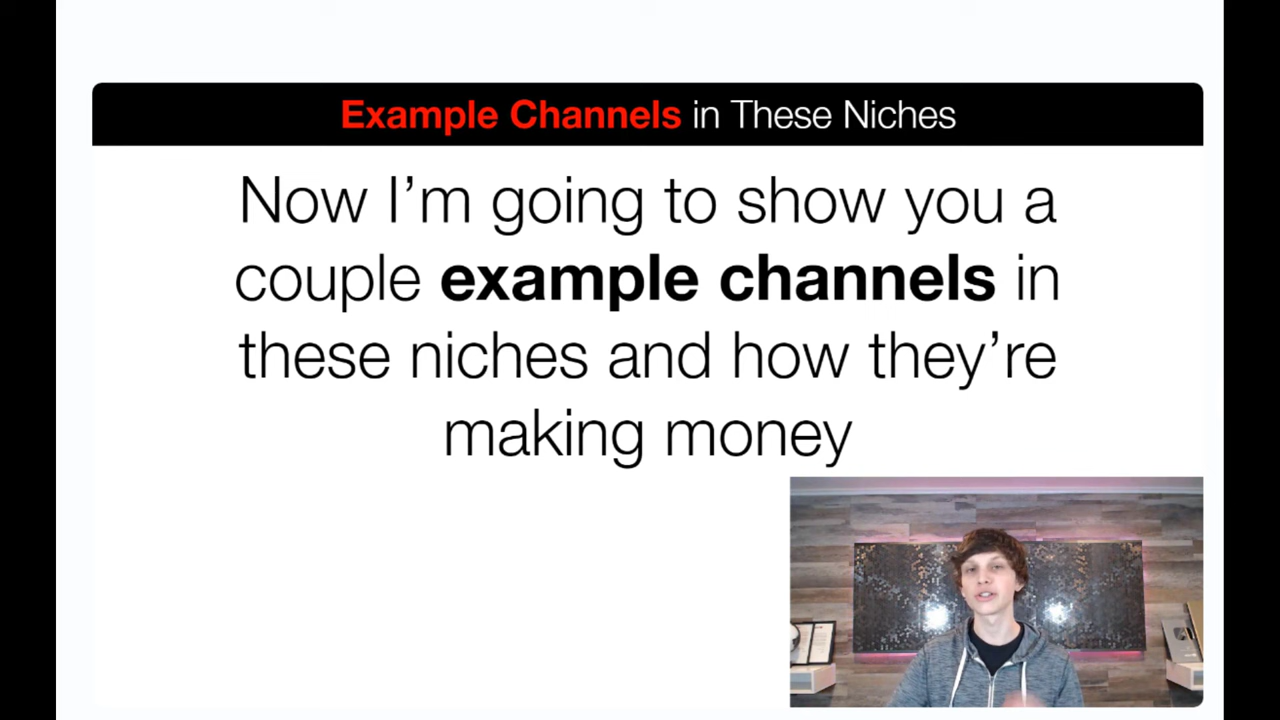 Example Channels in These Niches
Now I’m going to show you a
couple example channels in
these niches and how they’re
making money